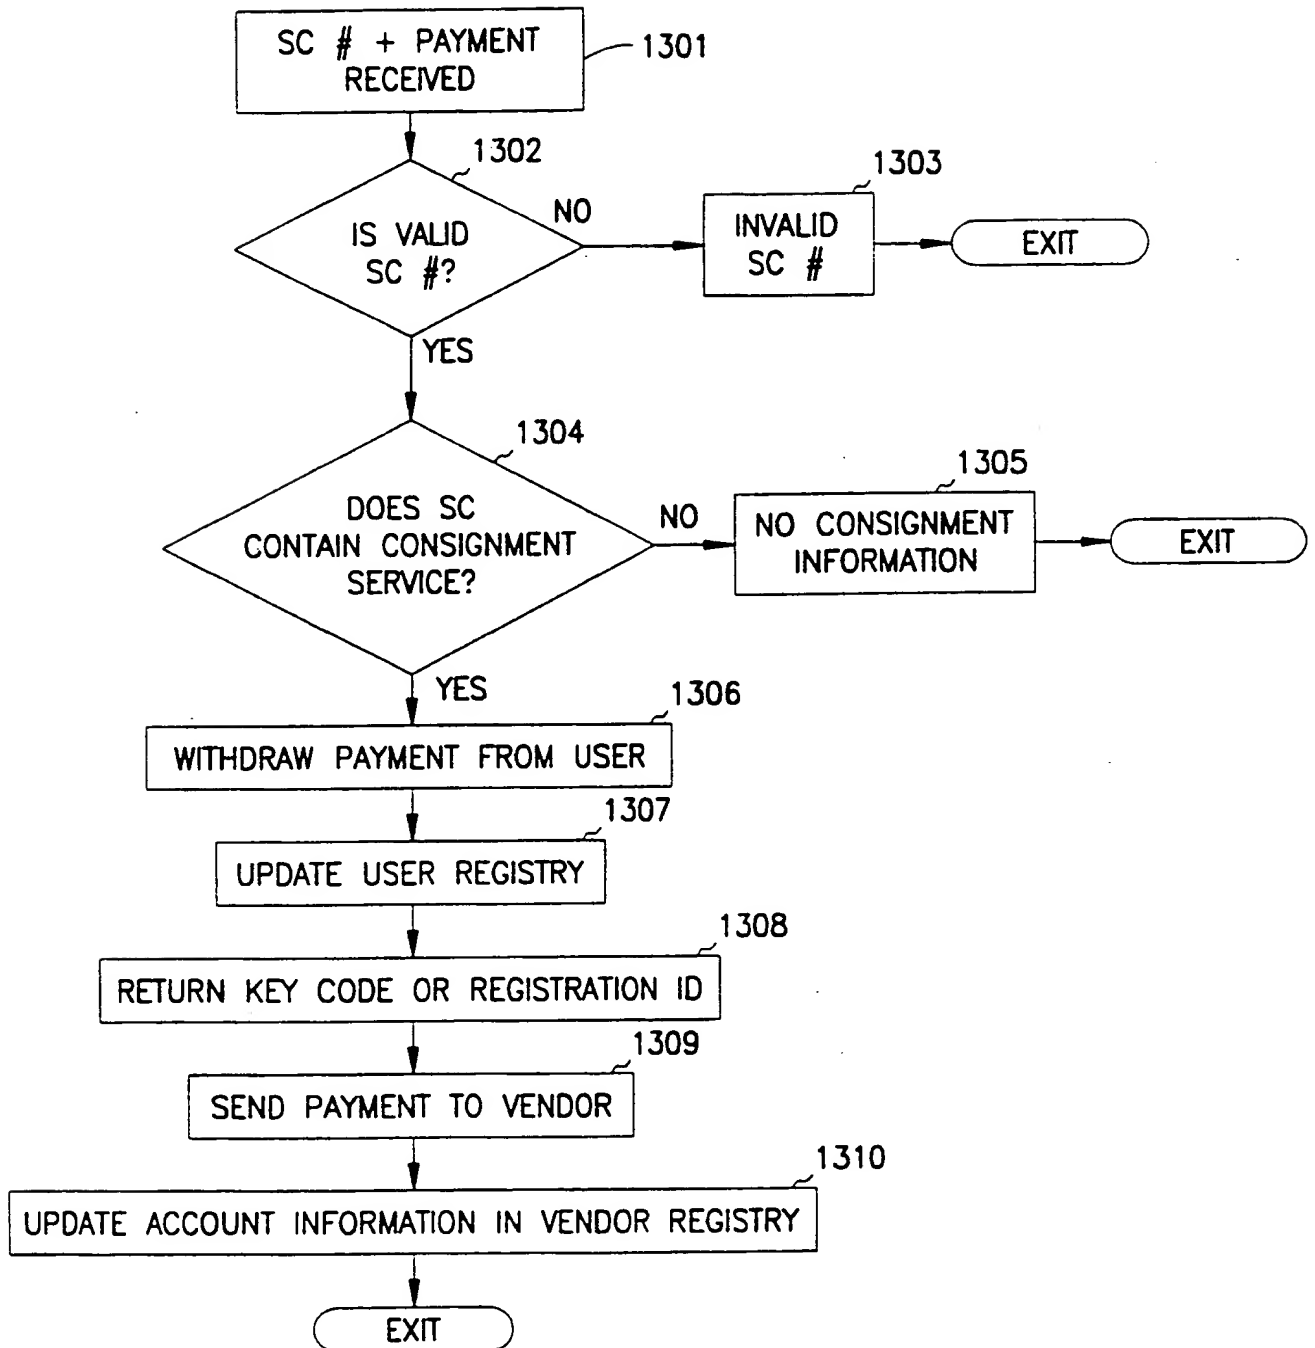 SC # + PAYMENT
RECEIVED
1301
1302
IS VALID
SC #?
NO
1303
INVALID
SC #
EXIT
YES
1304
DOES SC
CONTAIN CONSIGNMENT
SERVICE?
NO
1305
NO CONSIGNMENT
INFORMATION
EXIT
YES
1306
WITHDRAW PAYMENT FROM USER
1307
UPDATE USER REGISTRY
1308
RETURN KEY CODE OR REGISTRATION ID
1309
SEND PAYMENT TO VENDOR
1310
UPDATE ACCOUNT INFORMATION IN VENDOR REGISTRY
EXIT